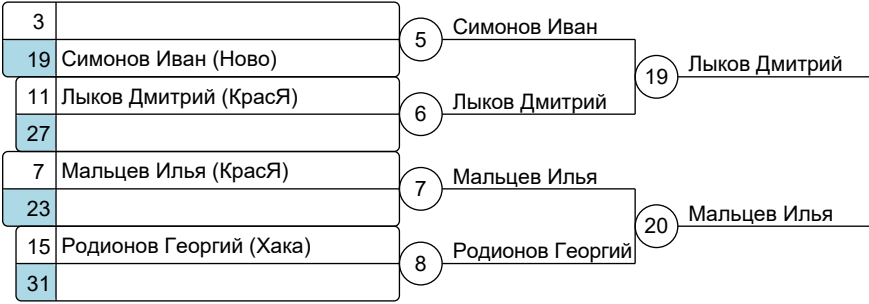 3
5 Симонов Иван
19 Симонов Иван (Ново)
19 Лыков Дмитрий
11 Лыков Дмитрий (КрасЯ)
6 Лыков Дмитрий
27
7 Мальцев Илья (КрасЯ)
7 Мальцев Илья
23
20 Мальцев Илья
15 Родионов Георгий (Хака)
8 Родионов Георгий
31